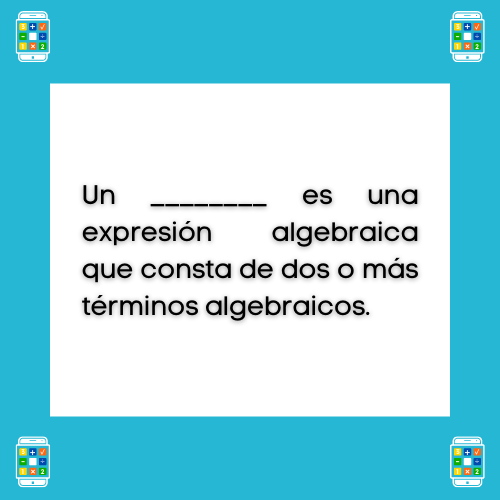 Un ________ es una
expresión algebraica
que consta de dos o más
términos algebraicos.